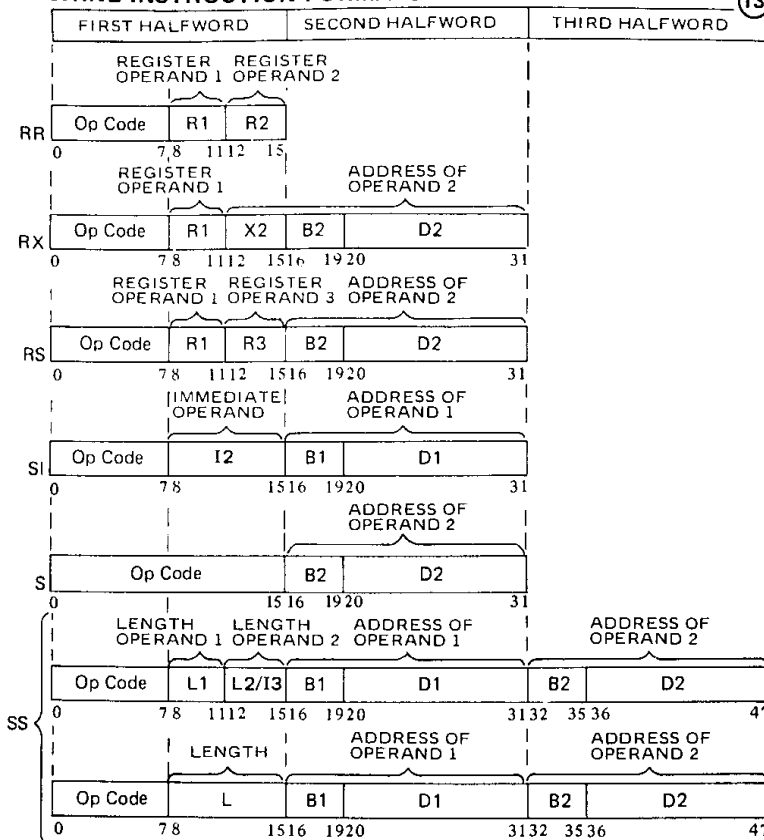 13
FIRST HALFWORD SECOND HALFWORD THIRD HALFWORD
REGISTER REGISTER
OPERAND 1 OPERAND 2
RR Op Code R1 R2
0 7 8 11 12 15
REGISTER ADDRESS OF
OPERAND 1 OPERAND 2
RX Op Code R1 X2 B2 D2
0 7 8 11 12 15 16 19 20 31
REGISTER REGISTER ADDRESS OF
OPERAND 1 OPERAND 3 OPERAND 2
RS Op Code R1 R3 B2 D2
0 7 8 11 12 15 16 19 20 31
IMMEDIATE ADDRESS OF
OPERAND OPERAND 1
SI Op Code I2 B1 D1
0 7 8 15 16 19 20 31
ADDRESS OF
OPERAND 2
S Op Code B2 D2
0 15 16 19 20 31
LENGTH LENGTH ADDRESS OF ADDRESS OF
OPERAND 1 OPERAND 2 OPERAND 1 OPERAND 2
Op Code L1 L2/I3 B1 D1 B2 D2
0 7 8 11 12 15 16 19 20 31 32 35 36
SS
LENGTH ADDRESS OF ADDRESS OF
OPERAND 1 OPERAND 2
Op Code L B1 D1 B2 D2
0 7 8 15 16 19 20 31 32 35 36